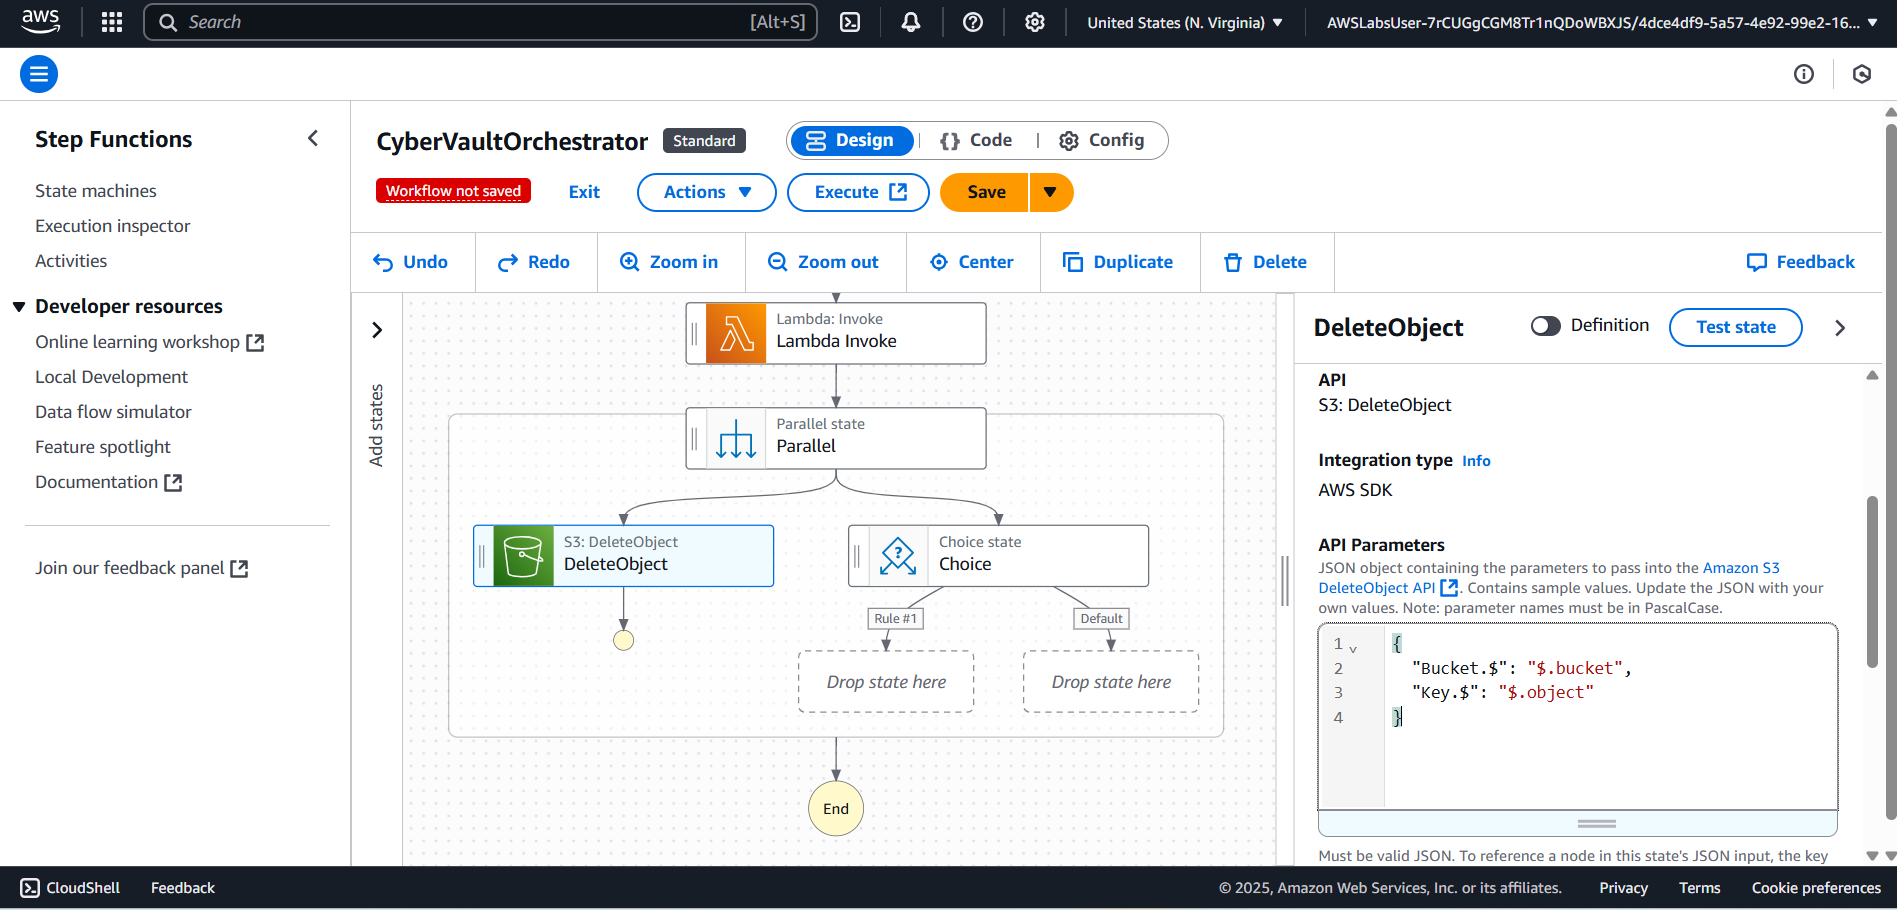 aws
Search
[Alt+S]
United States (N. Virginia)
AWSLabsUser-7rCUGgCGM8Tr1nQDoWBXJS/4dce4df9-5a57-4e92-99e2-16...
Step Functions
State machines
Execution inspector
Activities
Developer resources
Online learning workshop
Local Development
Data flow simulator
Feature spotlight
Documentation
Join our feedback panel
CyberVaultOrchestrator
Standard
Design
{} Code
Config
Workflow not saved
Exit
Actions
Execute
Save
Undo
Redo
Zoom in
Zoom out
Center
Duplicate
Delete
Feedback
Add states
Lambda: Invoke
Lambda Invoke
Parallel state
Parallel
S3: DeleteObject
DeleteObject
Choice state
Choice
Rule #1
Default
Drop state here
Drop state here
End
DeleteObject
Definition
Test state
API
S3: DeleteObject
Integration type Info
AWS SDK
API Parameters
JSON object containing the parameters to pass into the Amazon S3
DeleteObject API. Contains sample values. Update the JSON with your
own values. Note: parameter names must be in PascalCase.
1 {
2 "Bucket.$": "$.bucket",
3 "Key.$": "$.object"
4 }
Must be valid JSON. To reference a node in this state's JSON input, the key
CloudShell
Feedback
© 2025, Amazon Web Services, Inc. or its affiliates.
Privacy
Terms
Cookie preferences